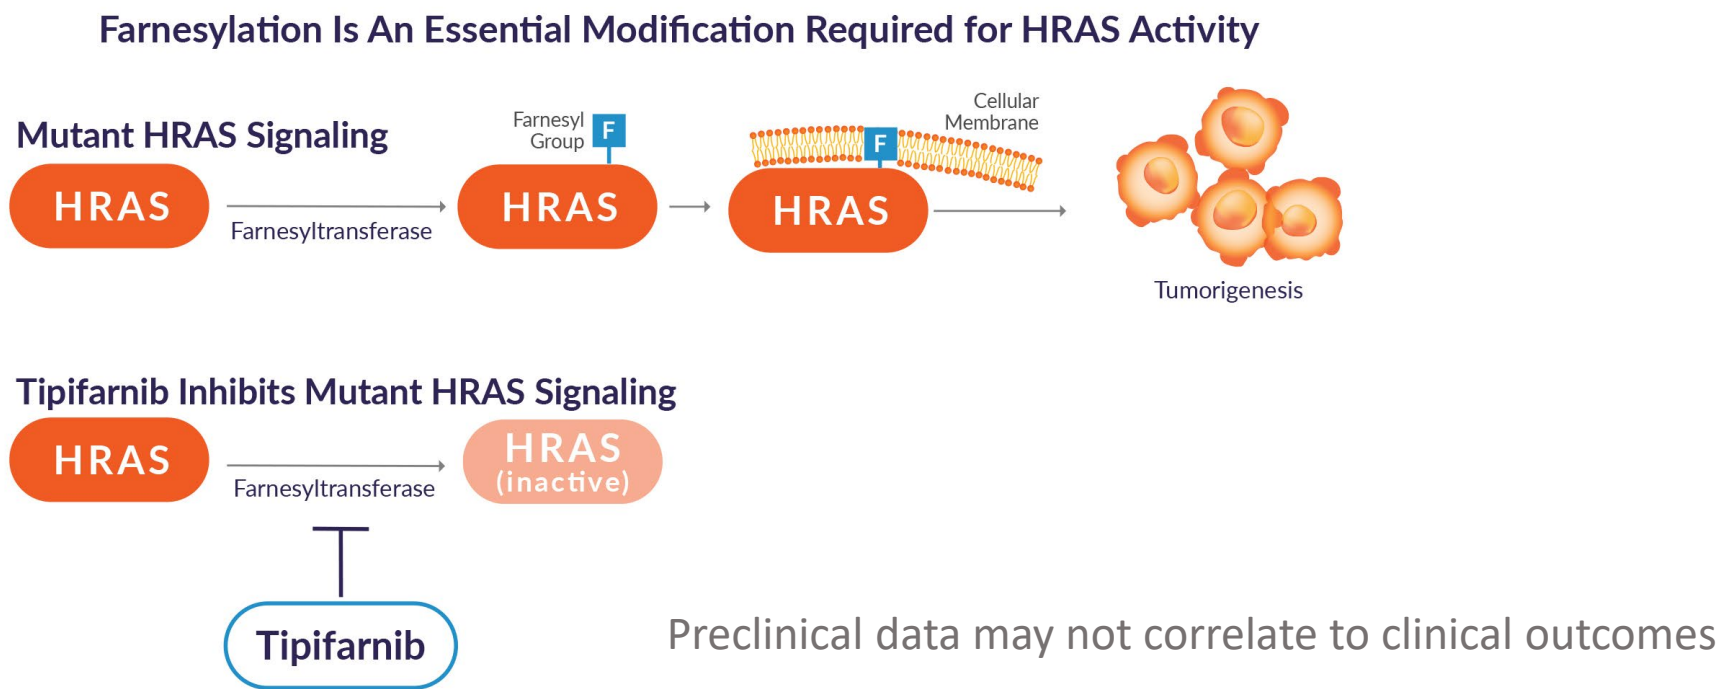 Farnesylation Is An Essential Modification Required for HRAS Activity
Mutant HRAS Signaling
HRAS
Farnesyltransferase
Farnesyl
Group
F
HRAS
Cellular
Membrane
F
HRAS
Tumorigenesis
Tipifarnib Inhibits Mutant HRAS Signaling
HRAS
Farnesyltransferase
HRAS
(inactive)
Tipifarnib
Preclinical data may not correlate to clinical outcomes